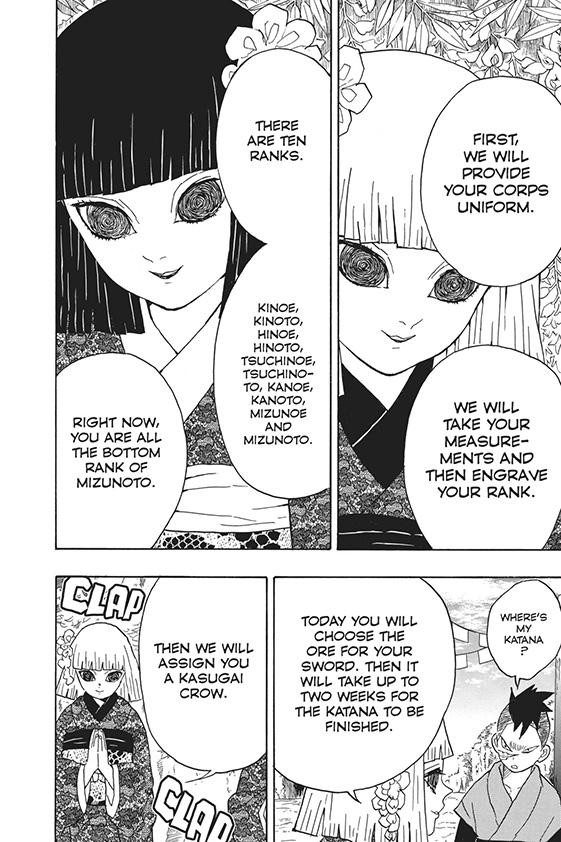 FIRST,
WE WILL
PROVIDE
YOUR CORPS
UNIFORM.
WE WILL
TAKE YOUR
MEASURE-
MENTS AND
THEN ENGRAVE
YOUR RANK.
THERE
ARE TEN
RANKS.
KINOE,
KINOTO,
HINOE,
HINOTO,
TSUCHINOE,
TSUCHINO-
TO, KANOE,
KANOTO,
MIZUNOE
AND
MIZUNOTO.
RIGHT NOW,
YOU ARE ALL
THE BOTTOM
RANK OF
MIZUNOTO.
WHERE'S
MY
KATANA
?
TODAY YOU WILL
CHOOSE THE
ORE FOR YOUR
SWORD. THEN IT
WILL TAKE UP TO
TWO WEEKS FOR
THE KATANA TO BE
FINISHED.
THEN WE WILL
ASSIGN YOU
A KASUGAI
CROW.
CLAP
CLAP